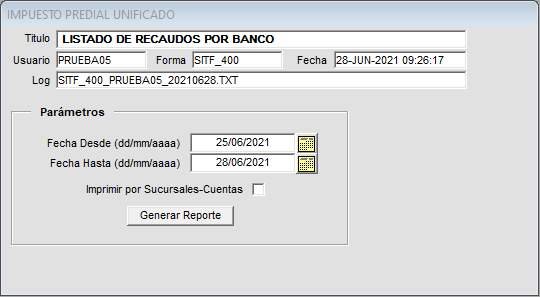 IMPUESTO PREDIAL UNIFICADO
Titulo LISTADO DE RECAUDOS POR BANCO
Usuario PRUEBA05 Forma SITF_400 Fecha 28-JUN-2021 09:26:17
Log SITF_400_PRUEBA05_20210628.TXT
Parámetros
Fecha Desde (dd/mm/aaaa) 25/06/2021
Fecha Hasta (dd/mm/aaaa) 28/06/2021
Imprimir por Sucursales-Cuentas
Generar Reporte